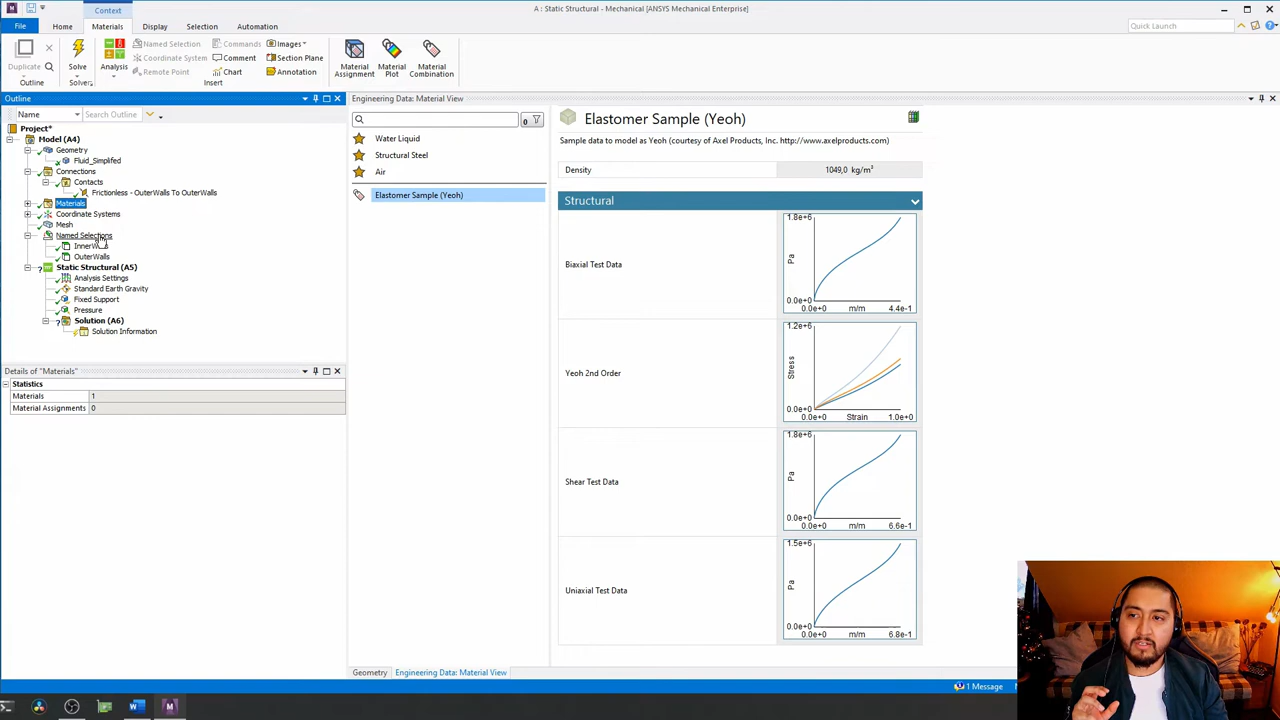 Context
A : Static Structural - Mechanical [ANSYS Mechanical Enterprise]
File
Home
Materials
Display
Selection
Automation
Quick Launch
Duplicate
Outline
Solve
Solver
Analysis
Named Selection
Coordinate System
Remote Point
Commands
Comment
Chart
Images
Section Plane
Annotation
Insert
Material Assignment
Material Plot
Material Combination
Outline
Name
Search Outline
Project*
Model (A4)
Geometry
Fluid_Simplifed
Connections
Contacts
Frictionless - OuterWalls To OuterWalls
Materials
Coordinate Systems
Mesh
Named Selections
OuterWalls
Static Structural (A5)
Analysis Settings
Standard Earth Gravity
Fixed Support
Pressure
Solution (A6)
Solution Information
Details of "Materials"
Statistics
Materials 1
Material Assignments 0
Engineering Data: Material View
0
Water Liquid
Structural Steel
Air
Elastomer Sample (Yeoh)
Elastomer Sample (Yeoh)
Sample data to model as Yeoh (courtesy of Axel Products, Inc. http://www.axelproducts.com)
Density 1049,0 kg/m³
Structural
Biaxial Test Data
1.8e+6
Pa
0.0e+0
0.0e+0 m/m 4.4e-1
Yeoh 2nd Order
1.2e+6
Stress
0.0e+0
0.0e+0 Strain 1.0e+0
Shear Test Data
1.8e+6
Pa
0.0e+0
0.0e+0 m/m 6.6e-1
Uniaxial Test Data
1.5e+6
Pa
0.0e+0
0.0e+0 m/m 6.8e-1
Geometry
Engineering Data: Material View
1 Message